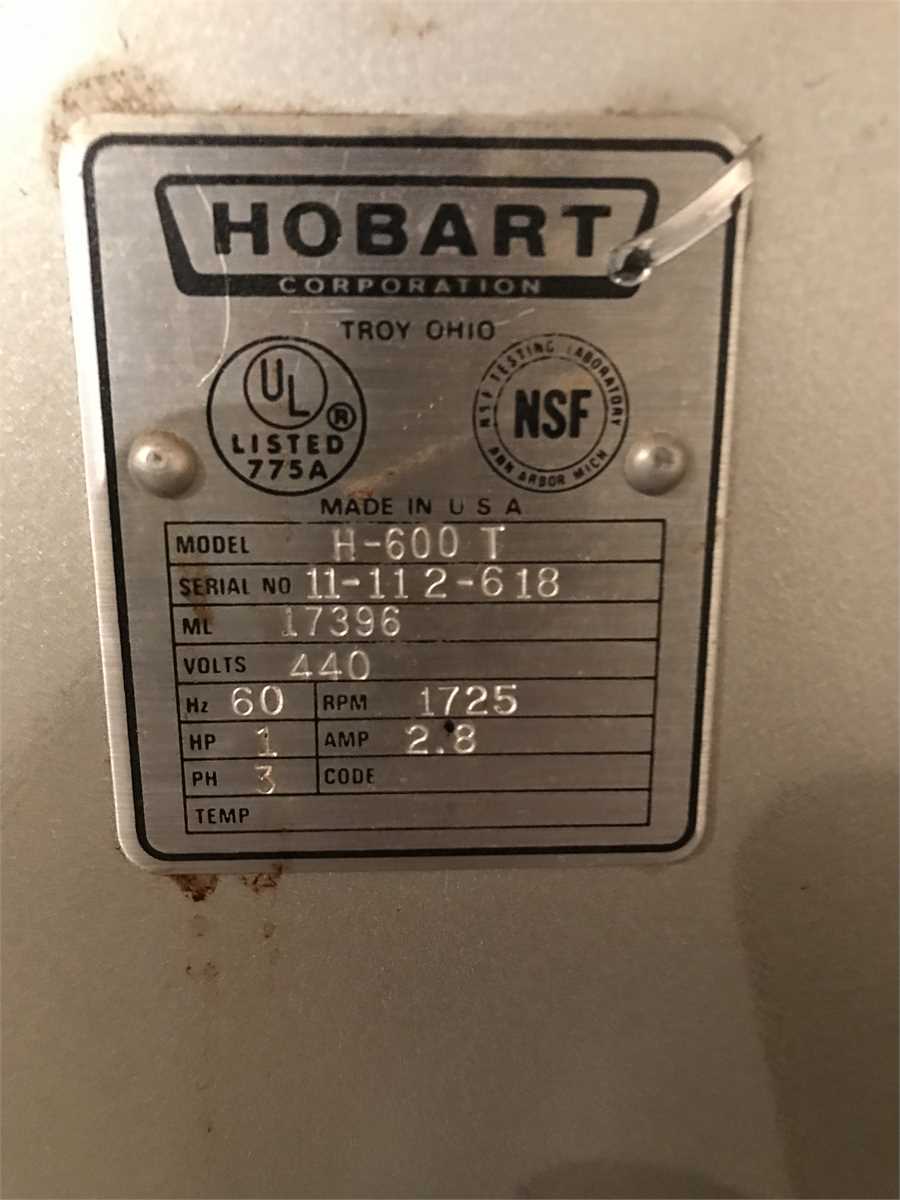 HOBART
CORPORATION
TROY OHIO
UL ®
LISTED
775A
NSF TESTING LABORATORY
NSF
ANN ARBOR MICH
MADE IN U S A
MODEL H-600 T
SERIAL NO 11-112-618
ML 17396
VOLTS 440
Hz 60 RPM 1725
HP 1 AMP 2.8
PH 3 CODE
TEMP